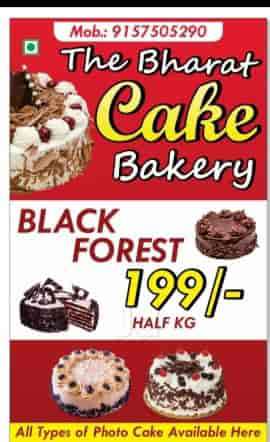 Mob.: 9157505290
The Bharat
Cake
Bakery
BLACK
FOREST
199/-
HALF KG
All Types of Photo Cake Available Here